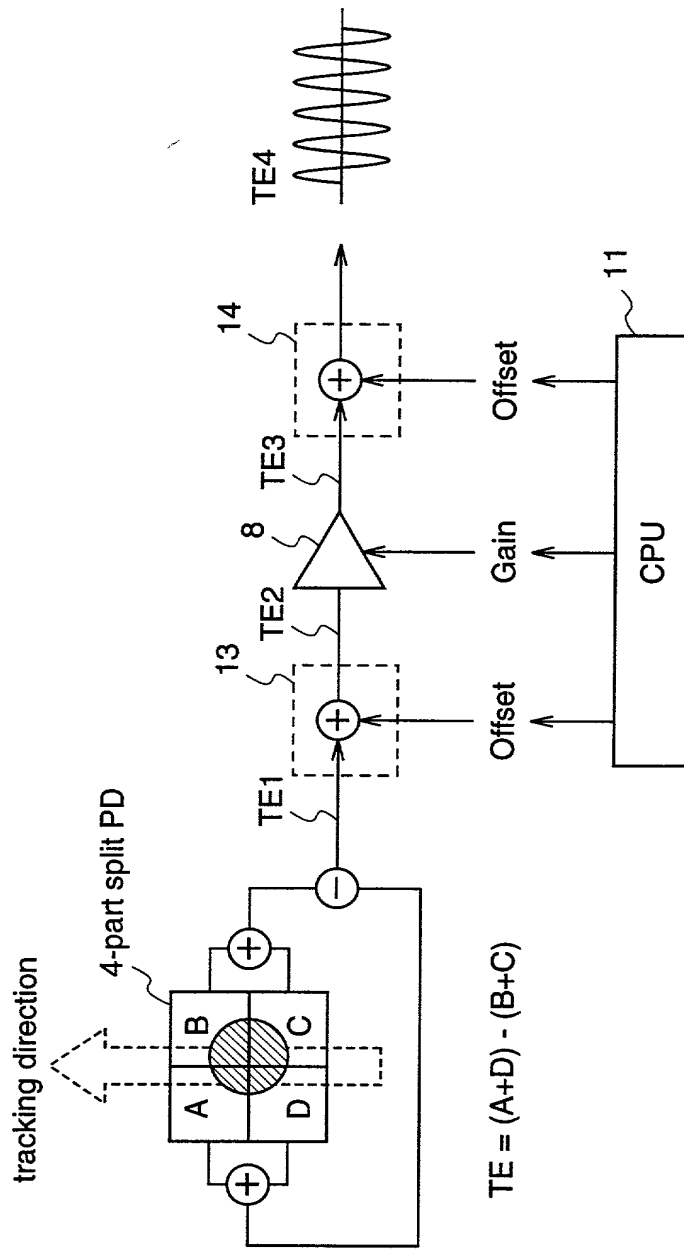 tracking direction
4-part split PD
A
B
D
C
+
+
−
TE = (A+D) - (B+C)
TE1
13
+
TE2
8
TE3
14
+
TE4
Offset
Gain
Offset
11
CPU